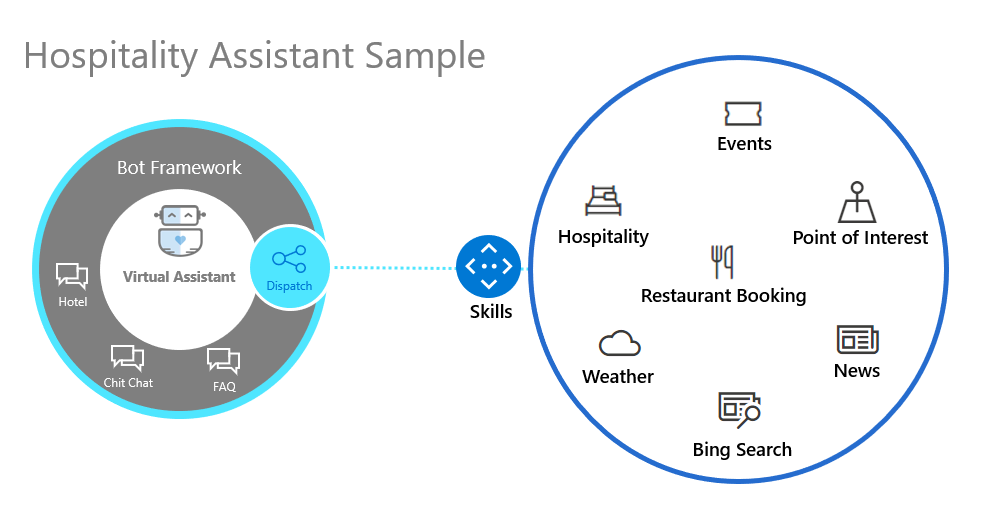 Hospitality Assistant Sample
Bot Framework
Virtual Assistant
Dispatch
Hotel
Chit Chat
FAQ
Skills
Events
Hospitality
Point of Interest
Restaurant Booking
Weather
News
Bing Search